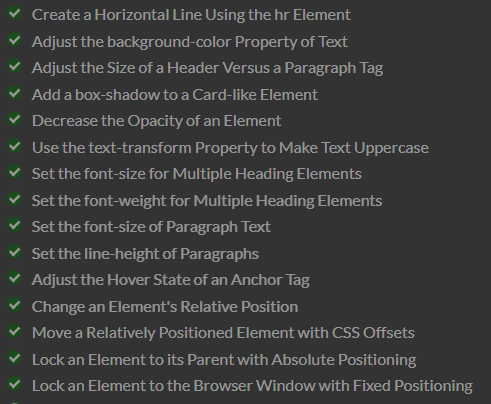 Create a Horizontal Line Using the hr Element
Adjust the background-color Property of Text
Adjust the Size of a Header Versus a Paragraph Tag
Add a box-shadow to a Card-like Element
Decrease the Opacity of an Element
Use the text-transform Property to Make Text Uppercase
Set the font-size for Multiple Heading Elements
Set the font-weight for Multiple Heading Elements
Set the font-size of Paragraph Text
Set the line-height of Paragraphs
Adjust the Hover State of an Anchor Tag
Change an Element's Relative Position
Move a Relatively Positioned Element with CSS Offsets
Lock an Element to its Parent with Absolute Positioning
Lock an Element to the Browser Window with Fixed Positioning